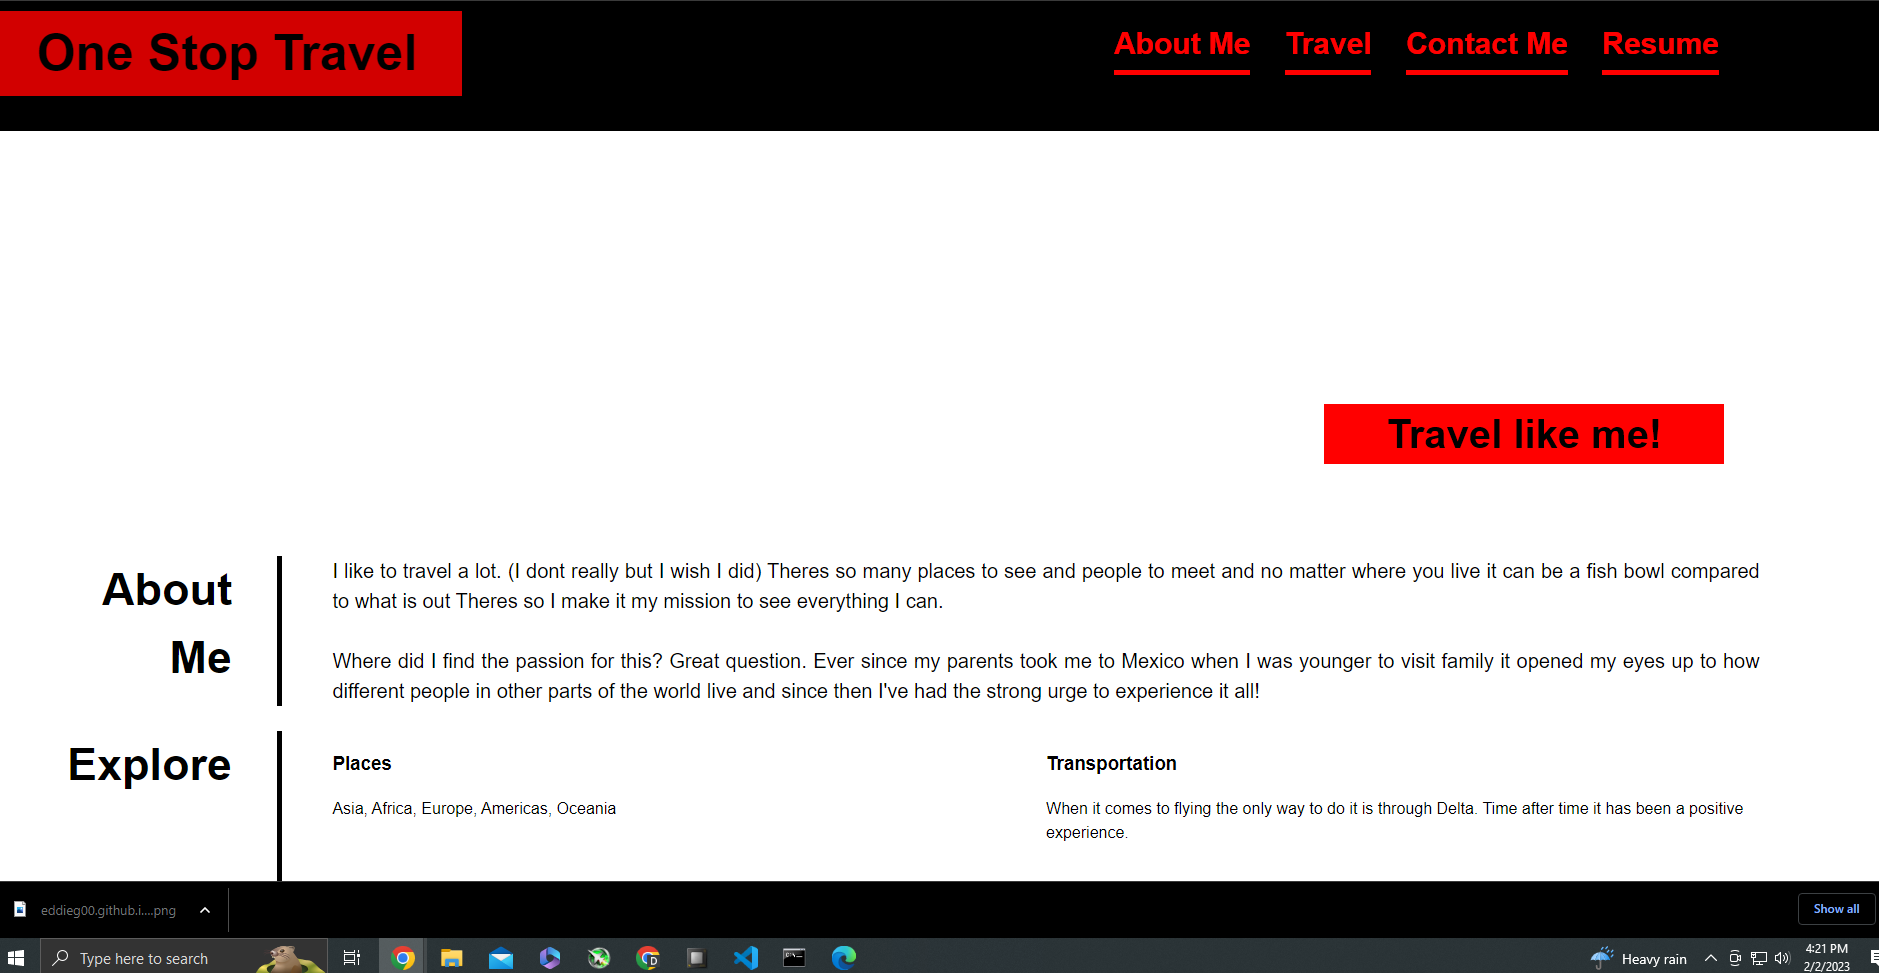 One Stop Travel
About Me Travel Contact Me Resume
Travel like me!
About
Me
I like to travel a lot. (I dont really but I wish I did) Theres so many places to see and people to meet and no matter where you live it can be a fish bowl compared
to what is out Theres so I make it my mission to see everything I can.
Where did I find the passion for this? Great question. Ever since my parents took me to Mexico when I was younger to visit family it opened my eyes up to how
different people in other parts of the world live and since then I've had the strong urge to experience it all!
Explore
Places
Asia, Africa, Europe, Americas, Oceania
Transportation
When it comes to flying the only way to do it is through Delta. Time after time it has been a positive
experience.
eddieg00.github.i....png
Show all
Type here to search
Heavy rain
4:21 PM
2/2/2023